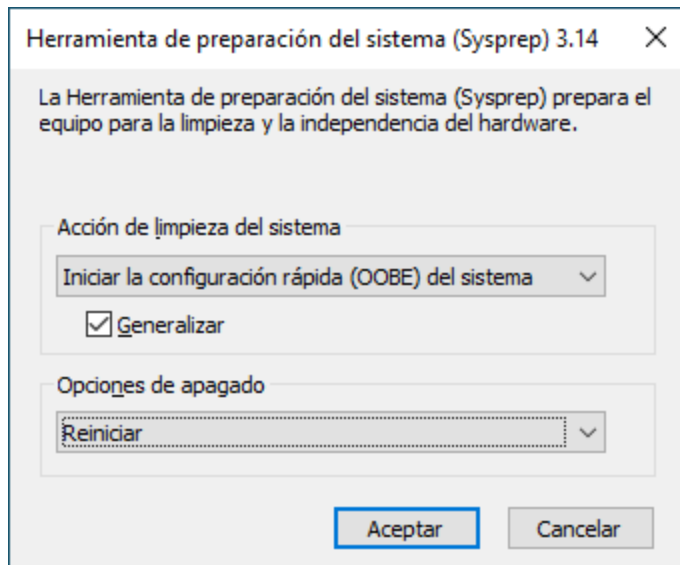 Herramienta de preparación del sistema (Sysprep) 3.14
La Herramienta de preparación del sistema (Sysprep) prepara el
equipo para la limpieza y la independencia del hardware.
Acción de limpieza del sistema
Iniciar la configuración rápida (OOBE) del sistema
Generalizar
Opciones de apagado
Reiniciar
Aceptar
Cancelar